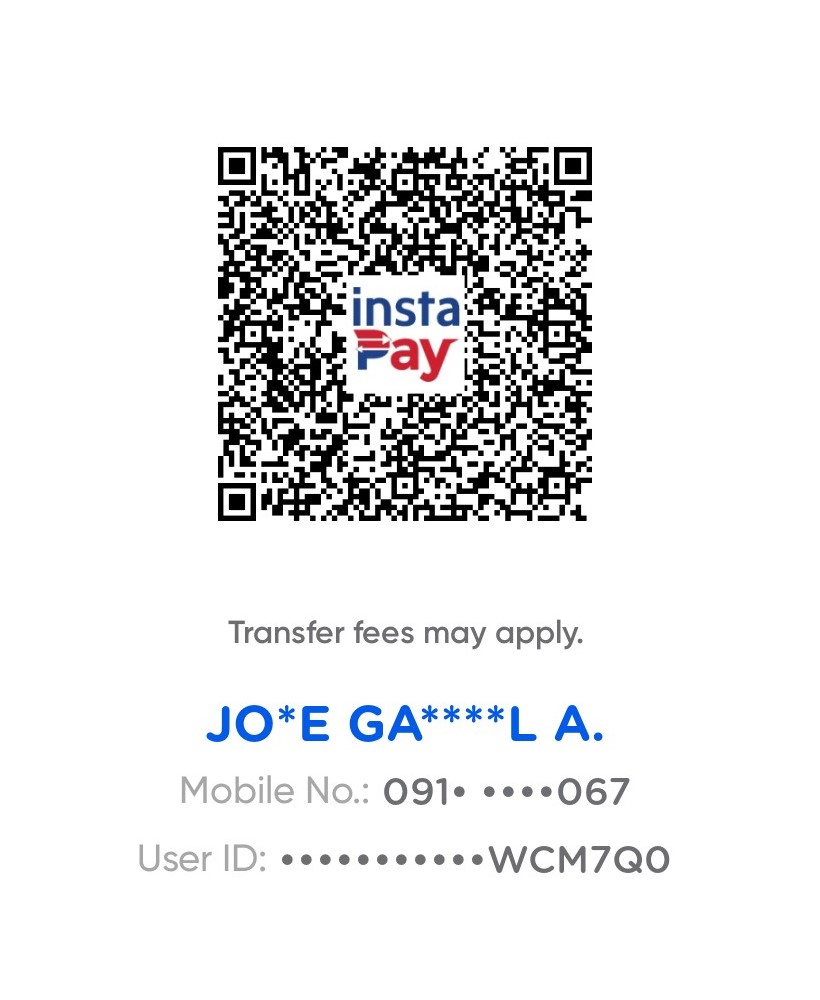 insta
Pay
Transfer fees may apply.
JO*E GA****L A.
Mobile No.: 091• ••••067
User ID: •••••••••••WCM7Q0